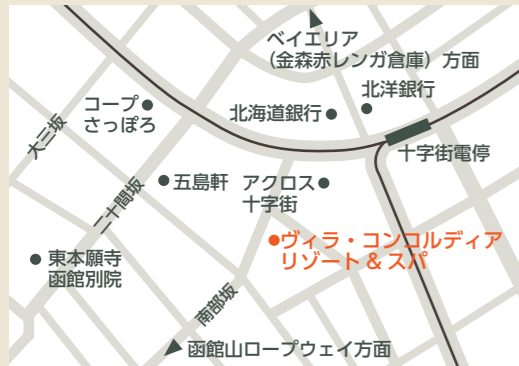 ベイエリア
（金森赤レンガ倉庫）方面
北洋銀行
コープ
さっぽろ
北海道銀行
大三坂
十字街電停
五島軒
アクロス
十字街
二十間坂
ヴィラ・コンコルディア
リゾート & スパ
東本願寺
函館別院
南部坂
函館山ロープウェイ方面